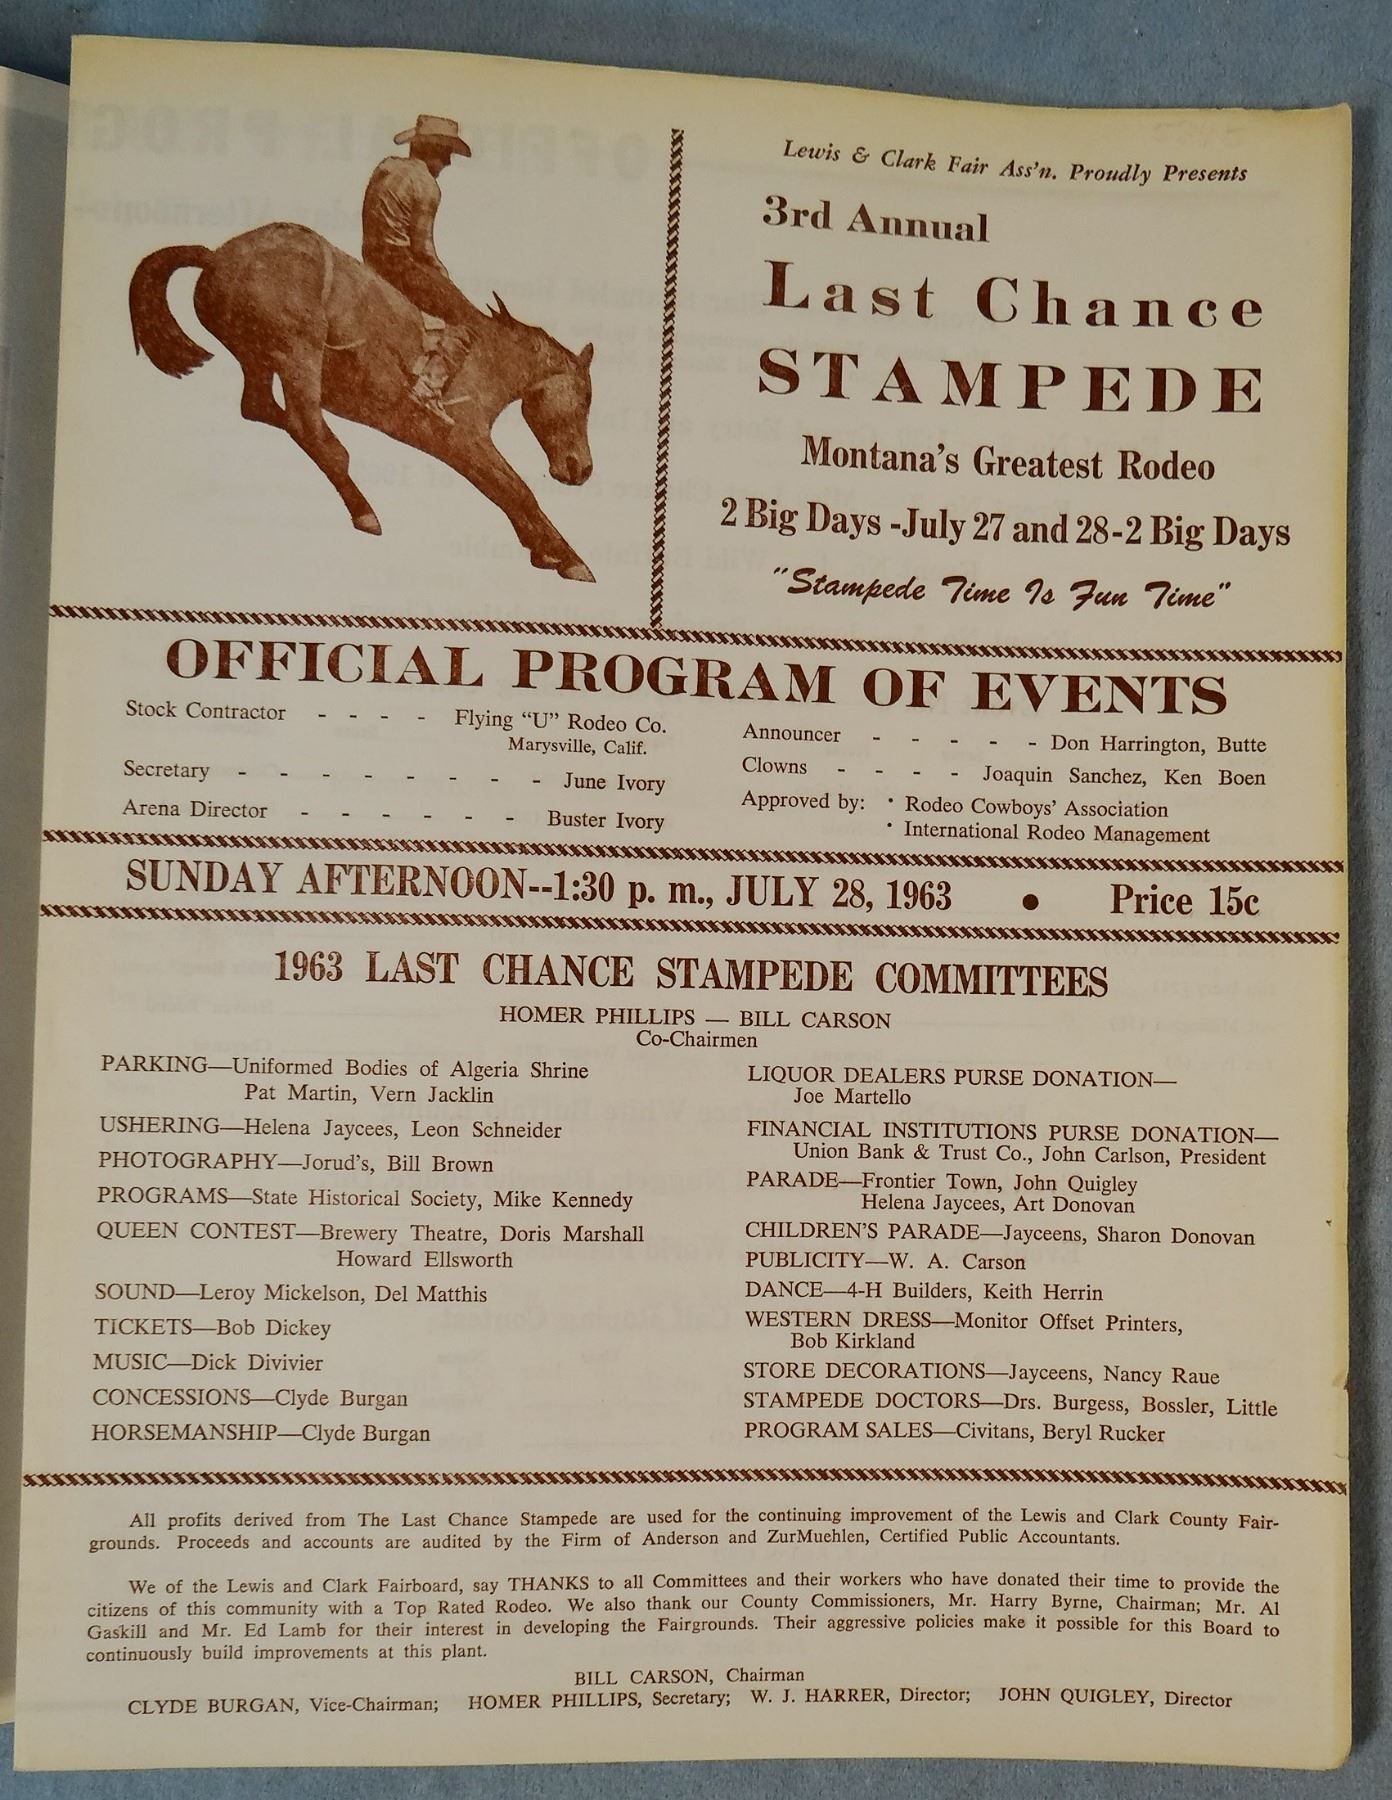 Lewis & Clark Fair Ass'n. Proudly Presents
3rd Annual
Last Chance
STAMPEDE
Montana's Greatest Rodeo
2 Big Days -July 27 and 28-2 Big Days
"Stampede Time Is Fun Time"
OFFICIAL PROGRAM OF EVENTS
Stock Contractor - - - - Flying "U" Rodeo Co.
Marysville, Calif.
Secretary - - - - - - - - June Ivory
Arena Director - - - - - - Buster Ivory
Announcer - - - - - Don Harrington, Butte
Clowns - - - - Joaquin Sanchez, Ken Boen
Approved by: • Rodeo Cowboys' Association
• International Rodeo Management
SUNDAY AFTERNOON--1:30 p. m., JULY 28, 1963 • Price 15c
1963 LAST CHANCE STAMPEDE COMMITTEES
HOMER PHILLIPS — BILL CARSON
Co-Chairmen
PARKING—Uniformed Bodies of Algeria Shrine
Pat Martin, Vern Jacklin
USHERING—Helena Jaycees, Leon Schneider
PHOTOGRAPHY—Jorud's, Bill Brown
PROGRAMS—State Historical Society, Mike Kennedy
QUEEN CONTEST—Brewery Theatre, Doris Marshall
Howard Ellsworth
SOUND—Leroy Mickelson, Del Matthis
TICKETS—Bob Dickey
MUSIC—Dick Divivier
CONCESSIONS—Clyde Burgan
HORSEMANSHIP—Clyde Burgan
LIQUOR DEALERS PURSE DONATION—
Joe Martello
FINANCIAL INSTITUTIONS PURSE DONATION—
Union Bank & Trust Co., John Carlson, President
PARADE—Frontier Town, John Quigley
Helena Jaycees, Art Donovan
CHILDREN'S PARADE—Jayceens, Sharon Donovan
PUBLICITY—W. A. Carson
DANCE—4-H Builders, Keith Herrin
WESTERN DRESS—Monitor Offset Printers,
Bob Kirkland
STORE DECORATIONS—Jayceens, Nancy Raue
STAMPEDE DOCTORS—Drs. Burgess, Bossler, Little
PROGRAM SALES—Civitans, Beryl Rucker
All profits derived from The Last Chance Stampede are used for the continuing improvement of the Lewis and Clark County Fair-
grounds. Proceeds and accounts are audited by the Firm of Anderson and ZurMuehlen, Certified Public Accountants.
We of the Lewis and Clark Fairboard, say THANKS to all Committees and their workers who have donated their time to provide the
citizens of this community with a Top Rated Rodeo. We also thank our County Commissioners, Mr. Harry Byrne, Chairman; Mr. Al
Gaskill and Mr. Ed Lamb for their interest in developing the Fairgrounds. Their aggressive policies make it possible for this Board to
continuously build improvements at this plant.
BILL CARSON, Chairman
CLYDE BURGAN, Vice-Chairman; HOMER PHILLIPS, Secretary; W. J. HARRER, Director; JOHN QUIGLEY, Director